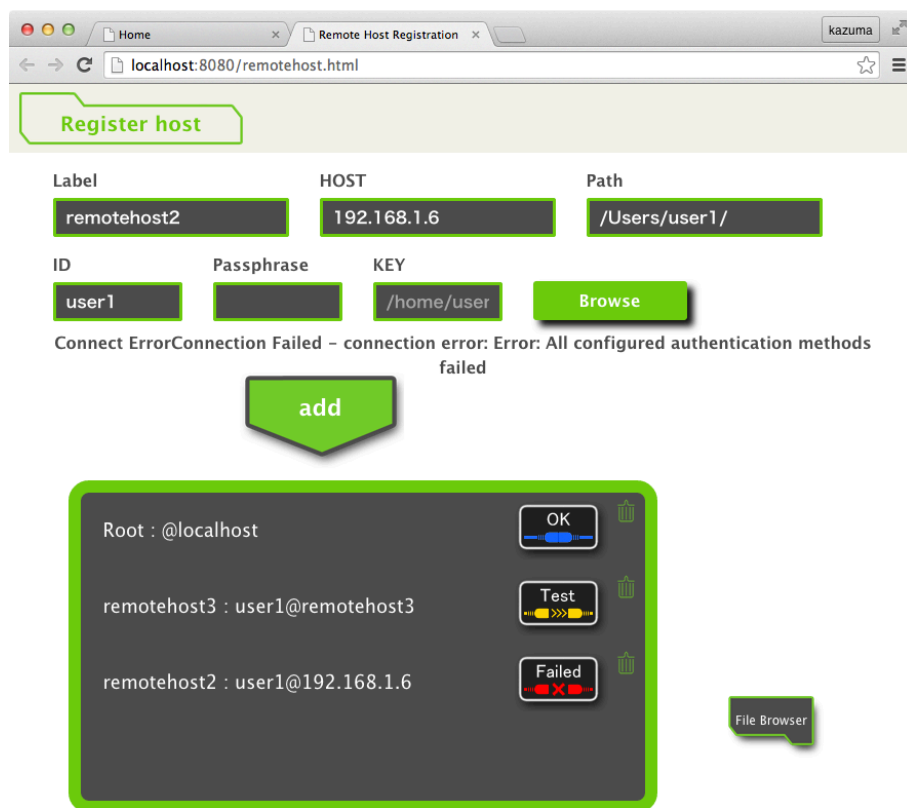 Home
Remote Host Registration
kazuma
localhost:8080/remotehost.html
Register host
Label HOST Path
remotehost2 192.168.1.6 /Users/user1/
ID Passphrase KEY
user1 /home/user Browse
Connect ErrorConnection Failed – connection error: Error: All configured authentication methods
failed
add
Root : @localhost OK
remotehost3 : user1@remotehost3 Test
remotehost2 : user1@192.168.1.6 Failed
File Browser